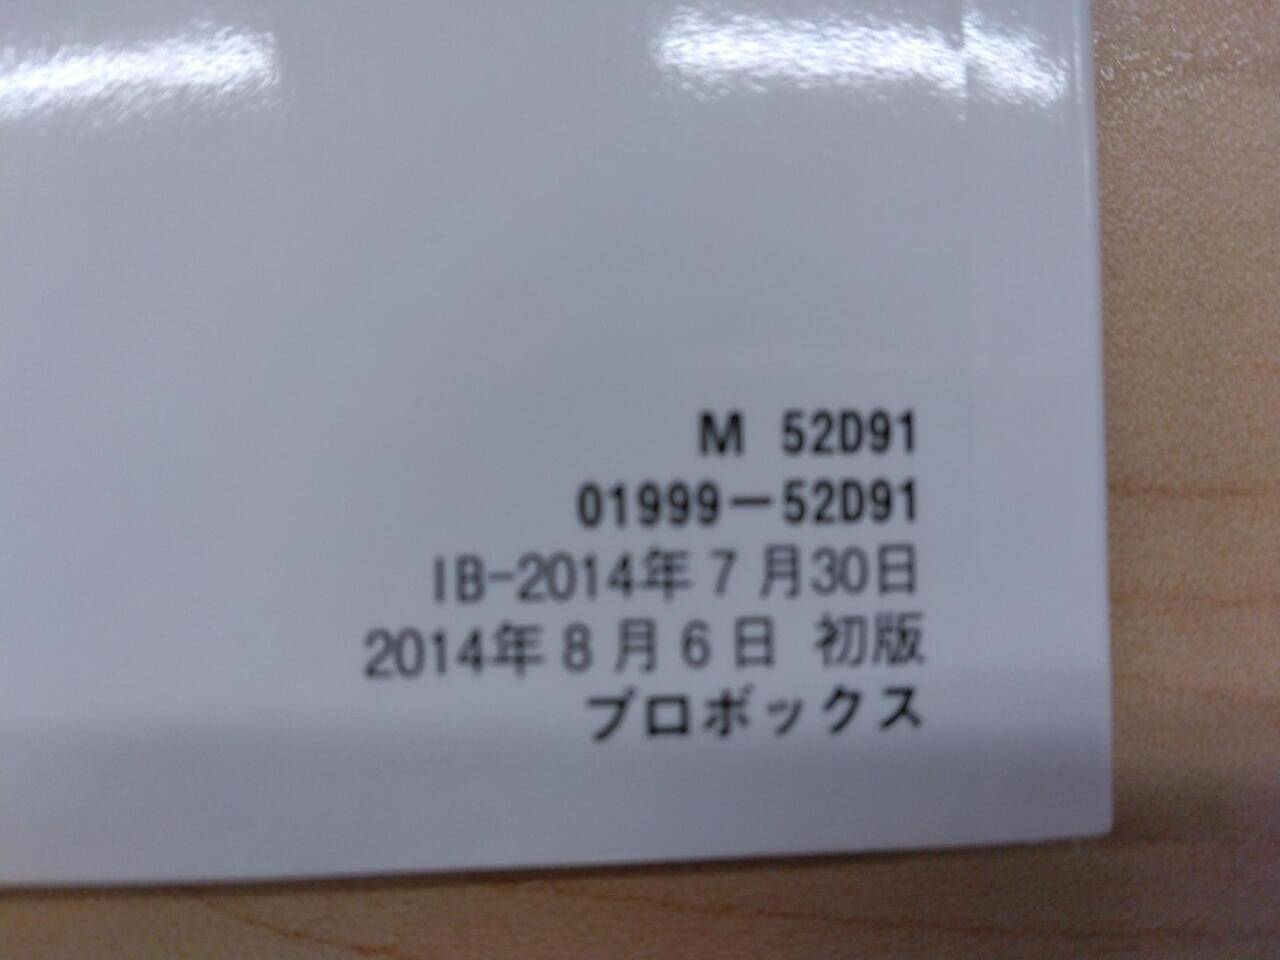 M 52D91
01999-52D91
IB-2014年7月30日
2014年8月6日 初版
プロボックス